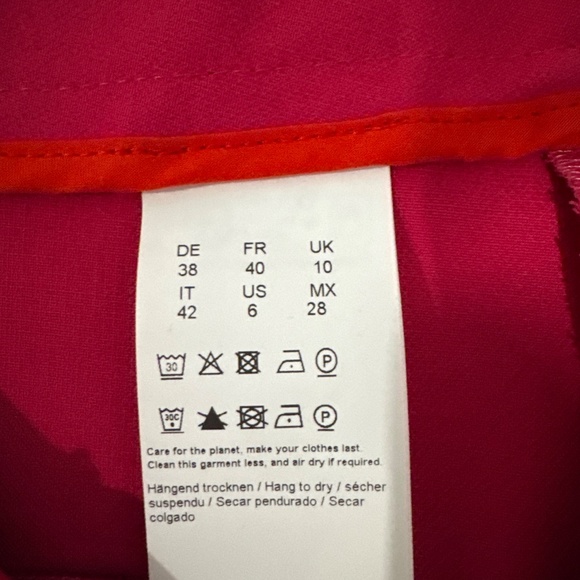 DE FR UK
38 40 10
IT US MX
42 6 28
30 P
30C P
Care for the planet, make your clothes last.
Clean this garment less, and air dry if required.
Hängend trocknen / Hang to dry / sécher
suspendu / Secar pendurado / Secar
colgado